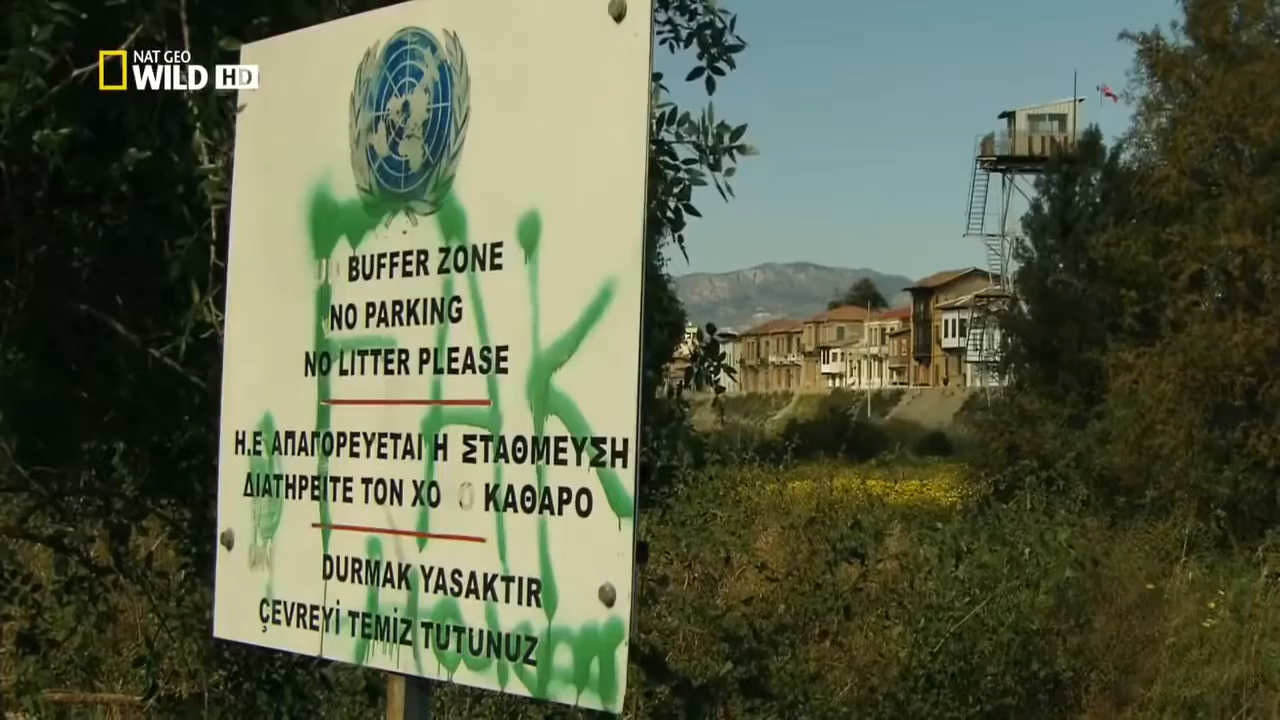 NAT GEO
WILD HD
BUFFER ZONE
NO PARKING
NO LITTER PLEASE
Η.Ε ΑΠΑΓΟΡΕΥΕΤΑΙ Η ΣΤΑΘΜΕΥΣΗ
ΔΙΑΤΗΡΕΙΤΕ ΤΟΝ ΧΟ Ο ΚΑΘΑΡΟ
DURMAK YASAKTIR
ÇEVREYİ TEMİZ TUTUNUZ